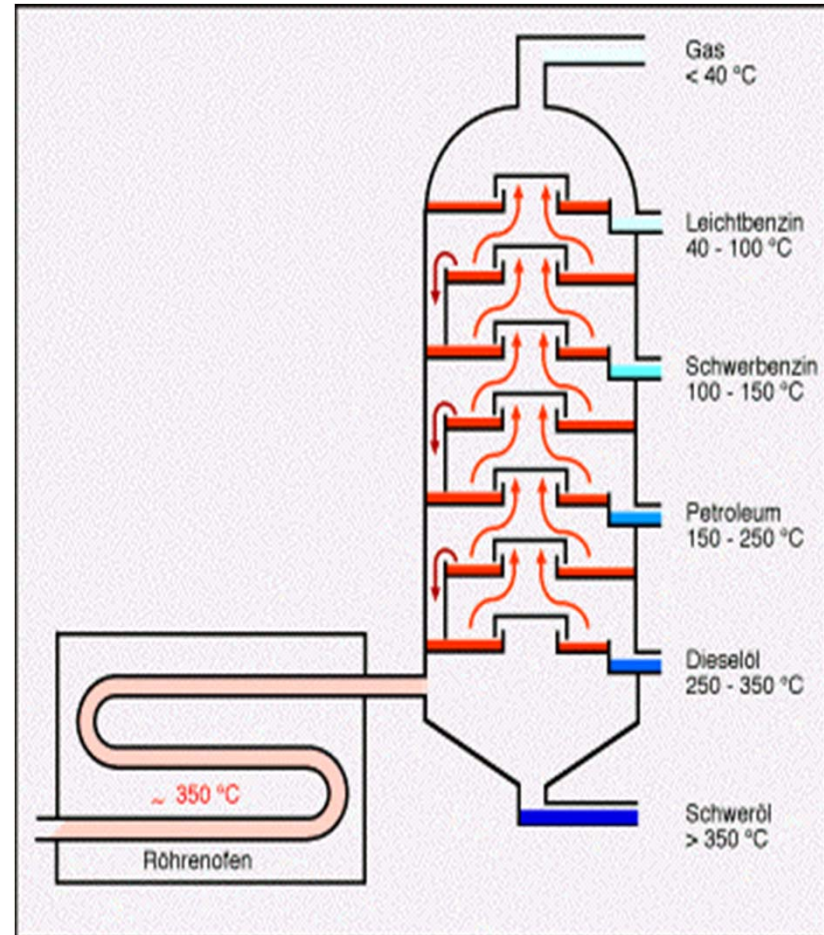 Gas
< 40 °C
Leichtbenzin
40 - 100 °C
Schwerbenzin
100 - 150 °C
Petroleum
150 - 250 °C
Dieselöl
250 - 350 °C
Schweröl
> 350 °C
~ 350 °C
Röhrenofen